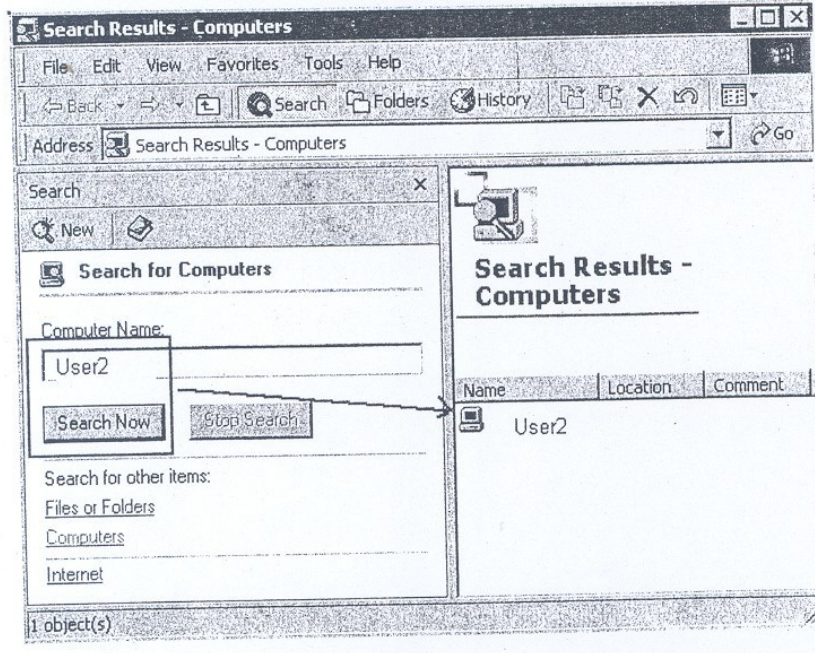 Search Results - Computers
File Edit View Favorites Tools Help
Back Search Folders History
Address Search Results - Computers Go
Search
New
Search for Computers
Computer Name:
User2
Search Now Stop Search
Search for other items:
Files or Folders
Computers
Internet
Search Results -
Computers
Name Location Comment
User2
1 object(s)